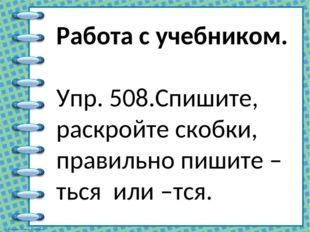 Работа с учебником.
Упр. 508.Спишите,
раскройте скобки,
правильно пишите –
ться или –тся.